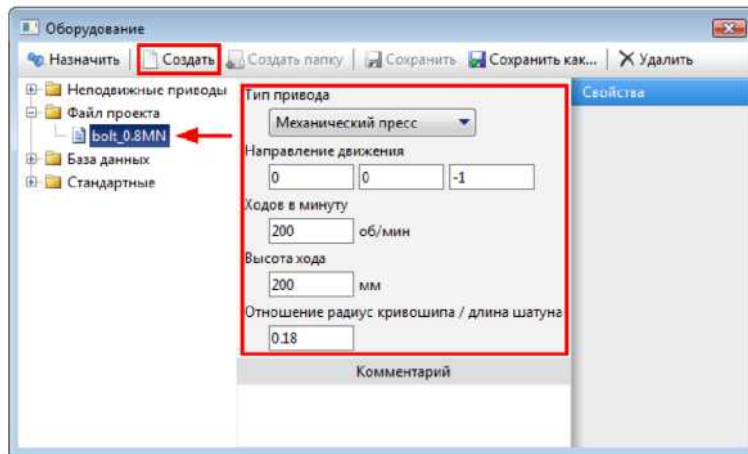 Оборудование
Назначить Создать Создать папку Сохранить Сохранить как... Удалить
Неподвижные приводы
Файл проекта
bolt_0.8MN
База данных
Стандартные
Тип привода
Механический пресс
Направление движения
0 0 -1
Ходов в минуту
200 об/мин
Высота хода
200 мм
Отношение радиус кривошипа / длина шатуна
0.18
Комментарий
Свойства